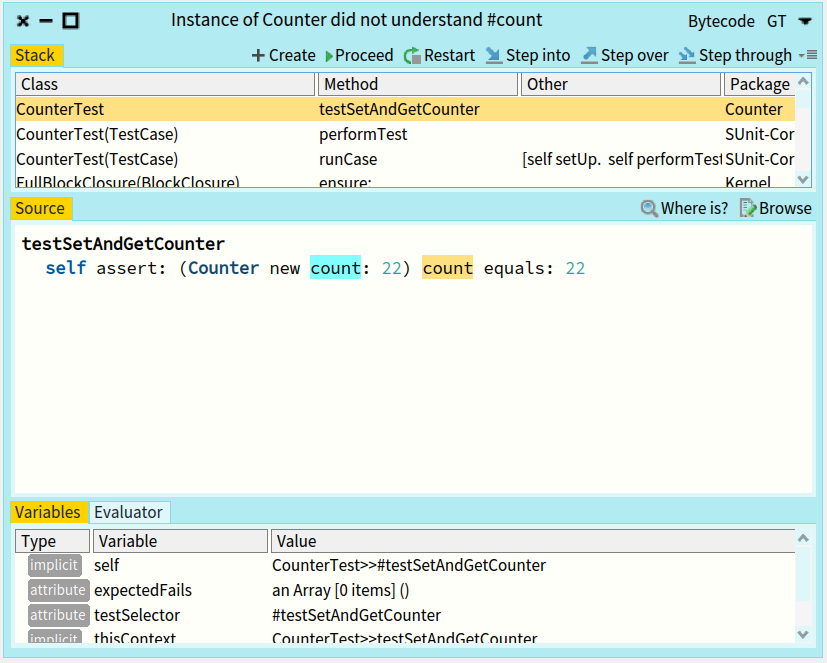 Instance of Counter did not understand #count Bytecode GT
Stack Create Proceed Restart Step into Step over Step through
Class Method Other Package
CounterTest testSetAndGetCounter Counter
CounterTest(TestCase) performTest SUnit-Cor
CounterTest(TestCase) runCase [self setUp. self performTest SUnit-Cor
FullBlockClosure(BlockClosure) ensure: Kernel
Source Where is? Browse
testSetAndGetCounter
self assert: (Counter new count: 22) count equals: 22
Variables Evaluator
Type Variable Value
implicit self CounterTest>>#testSetAndGetCounter
attribute expectedFails an Array [0 items] ()
attribute testSelector #testSetAndGetCounter
implicit thisContext CounterTest>>testSetAndGetCounter